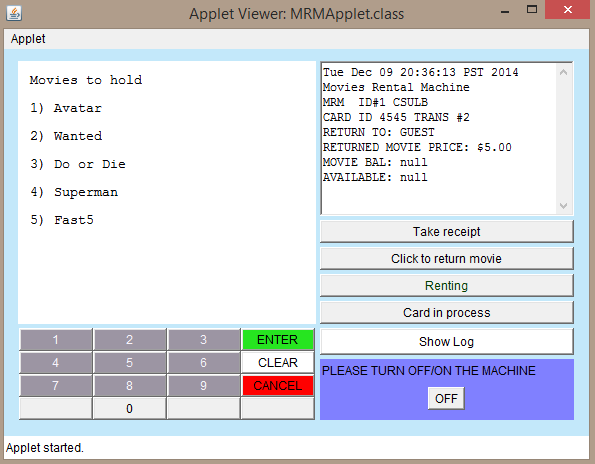 Applet Viewer: MRMApplet.class
Applet
Movies to hold
1) Avatar
2) Wanted
3) Do or Die
4) Superman
5) Fast5
Tue Dec 09 20:36:13 PST 2014
Movies Rental Machine
MRM  ID#1 CSULB
CARD ID 4545 TRANS #2
RETURN TO: GUEST
RETURNED MOVIE PRICE: $5.00
MOVIE BAL: null
AVAILABLE: null
Take receipt
Click to return movie
Renting
Card in process
Show Log
1 2 3 ENTER
4 5 6 CLEAR
7 8 9 CANCEL
0
PLEASE TURN OFF/ON THE MACHINE
OFF
Applet started.